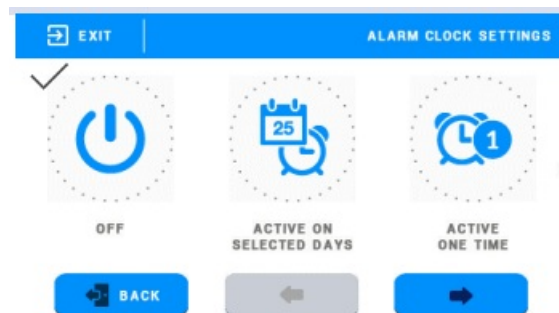 EXIT
ALARM CLOCK SETTINGS
25
1
OFF
ACTIVE ON
SELECTED DAYS
ACTIVE
ONE TIME
BACK